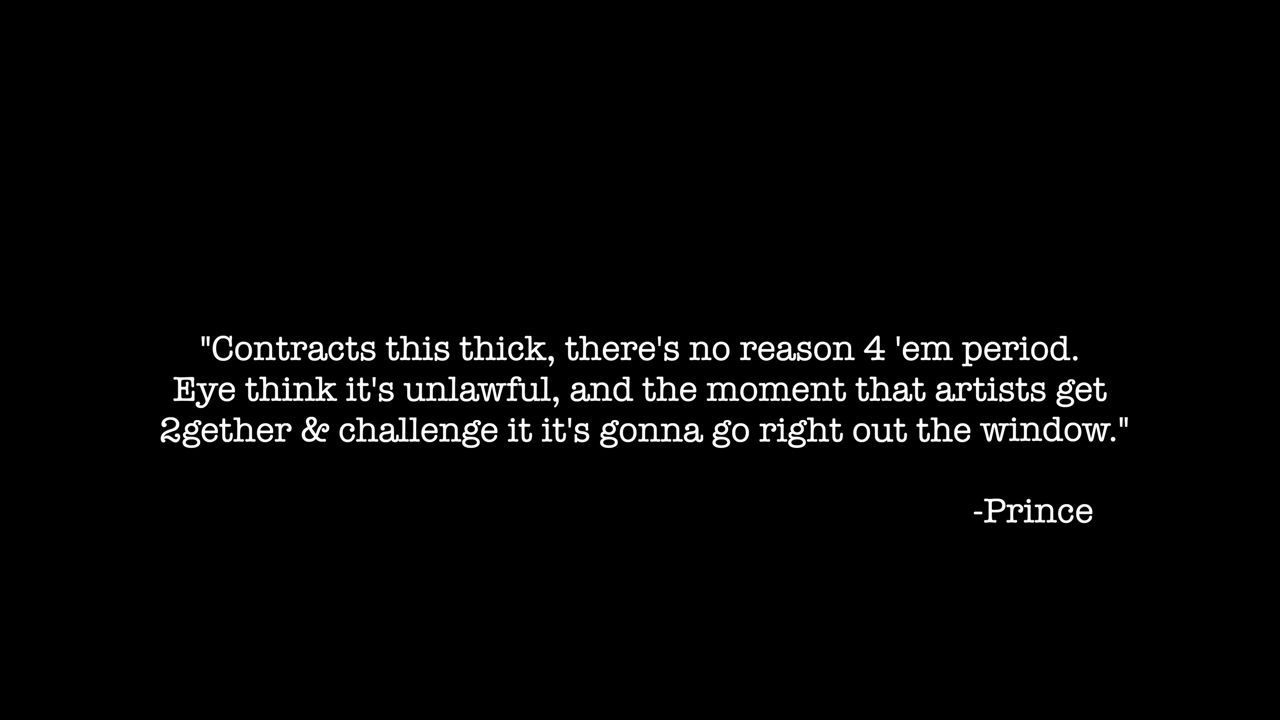 "Contracts this thick, there's no reason 4 'em period.
Eye think it's unlawful, and the moment that artists get
2gether & challenge it it's gonna go right out the window."
-Prince